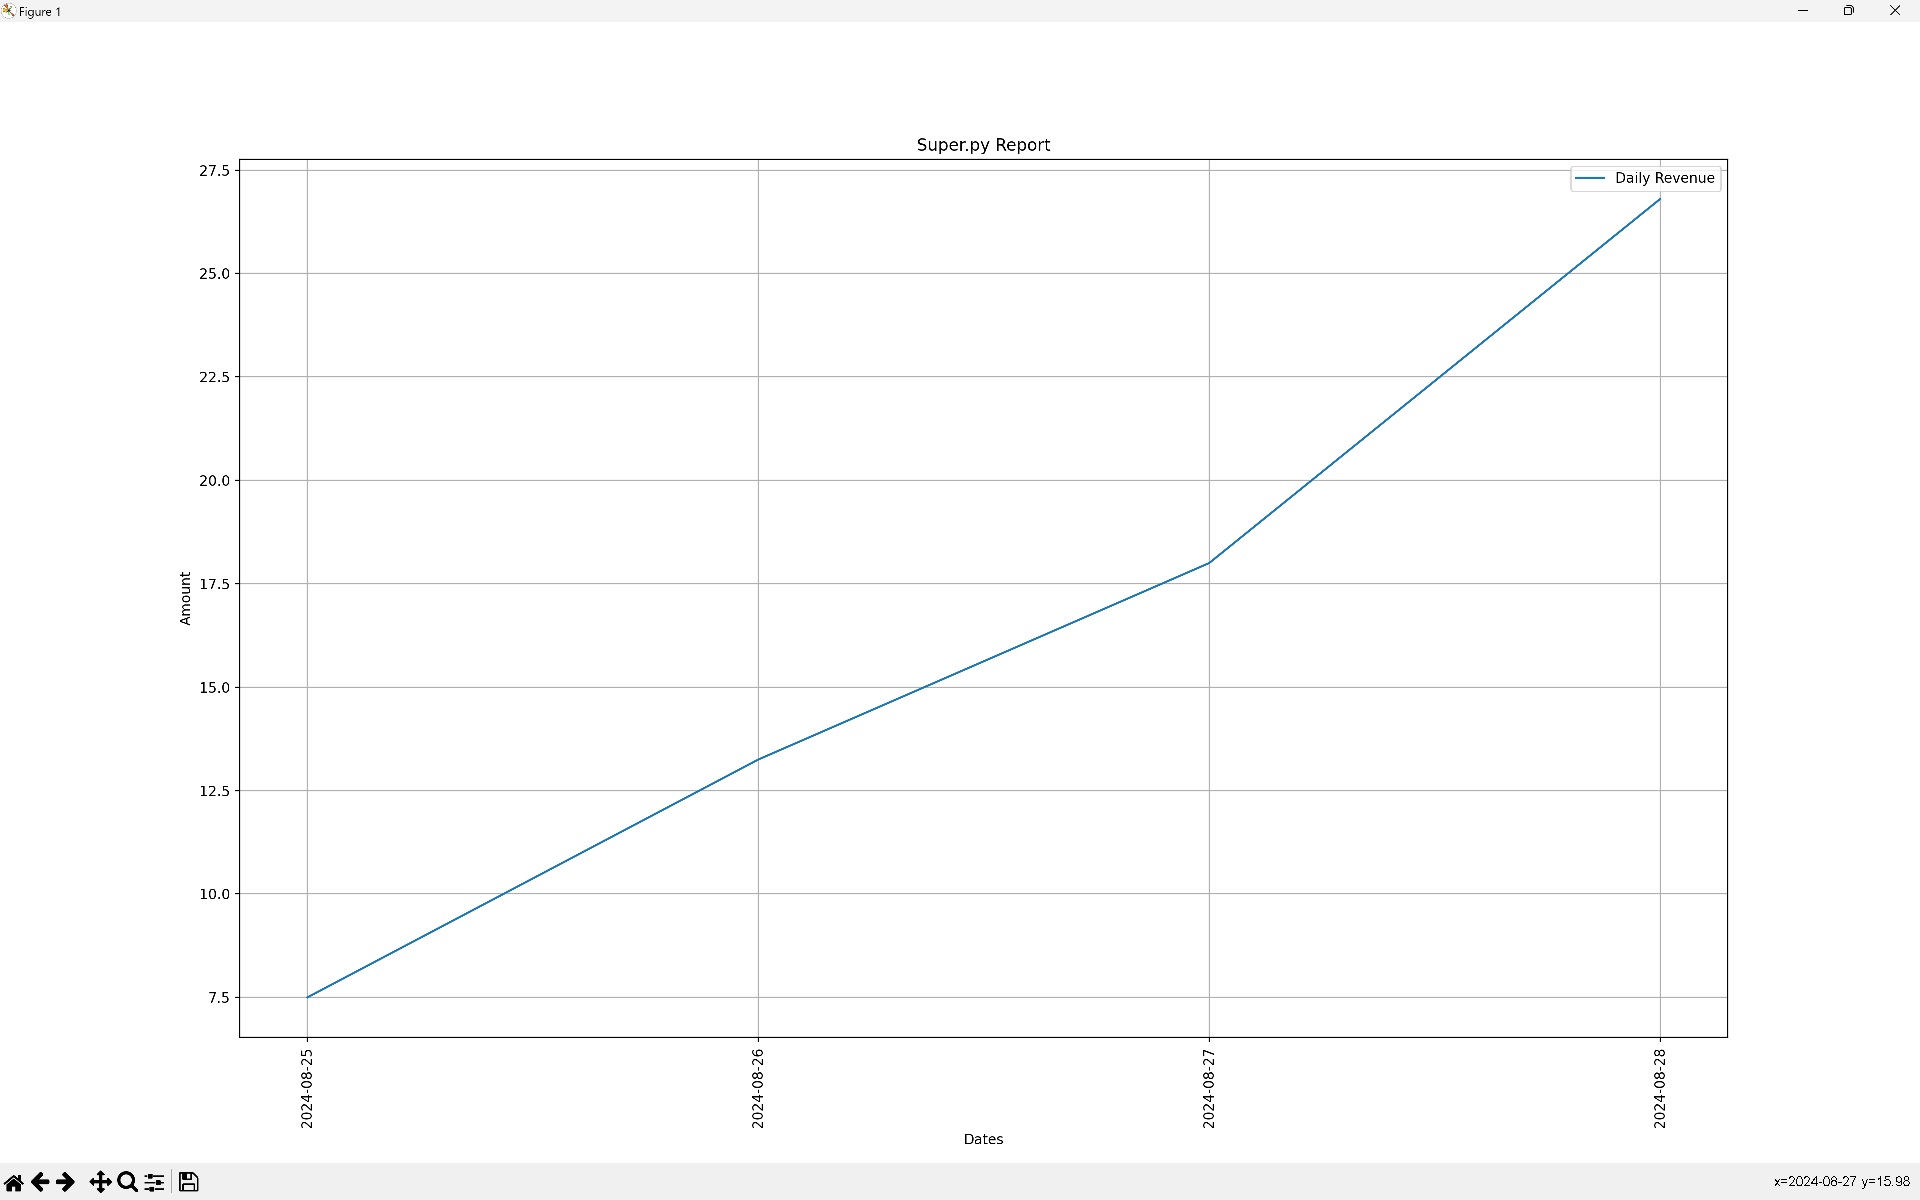 Figure 1
Super.py Report
Daily Revenue
27.5
25.0
22.5
20.0
17.5
15.0
12.5
10.0
7.5
Amount
2024-08-25
2024-08-26
2024-08-27
2024-08-28
Dates
x=2024-08-27 y=15.98